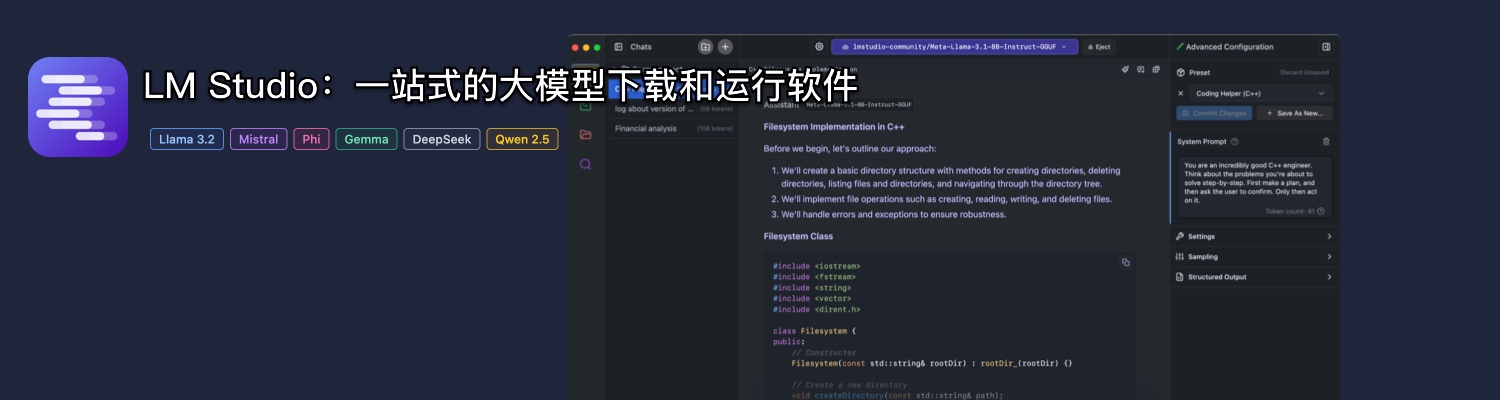 LM Studio：一站式的大模型下载和运行软件
Llama 3.2
Mistral
Phi
Gemma
DeepSeek
Qwen 2.5
Chats
log about version of ...
Financial analysis (106 tokens)
lmstudio-community/Meta-Llama-3.1-8B-Instruct-GGUF
Eject
Assistant Meta-Llama-3.1-8B-Instruct-GGUF
Filesystem Implementation in C++
Before we begin, let's outline our approach:
1. We'll create a basic directory structure with methods for creating directories, deleting
directories, listing files and directories, and navigating through the directory tree.
2. We'll implement file operations such as creating, reading, writing, and deleting files.
3. We'll handle errors and exceptions to ensure robustness.
Filesystem Class
#include <iostream>
#include <fstream>
#include <string>
#include <vector>
#include <dirent.h>
class Filesystem {
public:
// Constructor
Filesystem(const std::string& rootDir) : rootDir_(rootDir) {}
// Create a new directory
void createDirectory(const std::string& path);
Advanced Configuration
Preset
Discard Unsaved
Coding Helper (C++)
Commit Changes
+ Save As New...
System Prompt
You are an incredibly good C++ engineer.
Think about the problems you're about to
solve step-by-step. First make a plan, and
then ask the user to confirm. Only then act
on it.
Token count: 41
Settings
Sampling
Structured Output